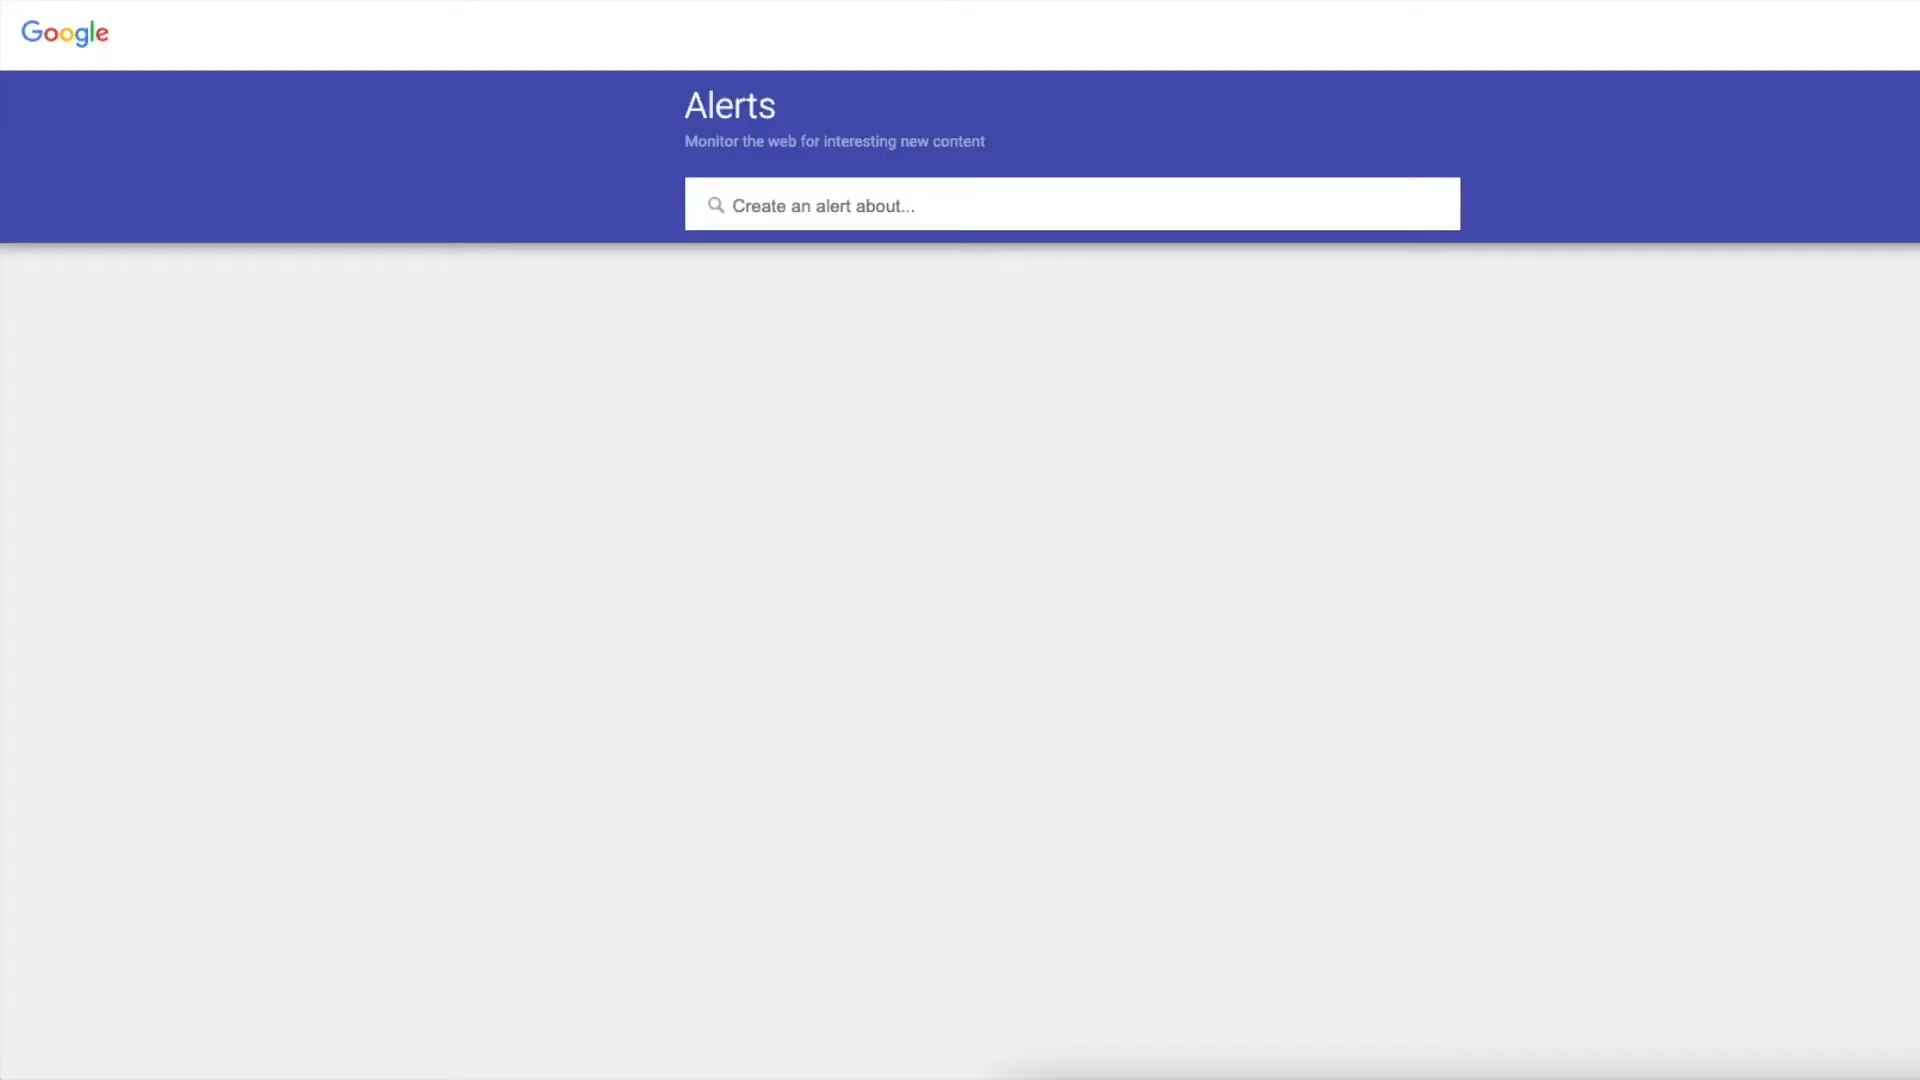 Google
Alerts
Monitor the web for interesting new content
Create an alert about...